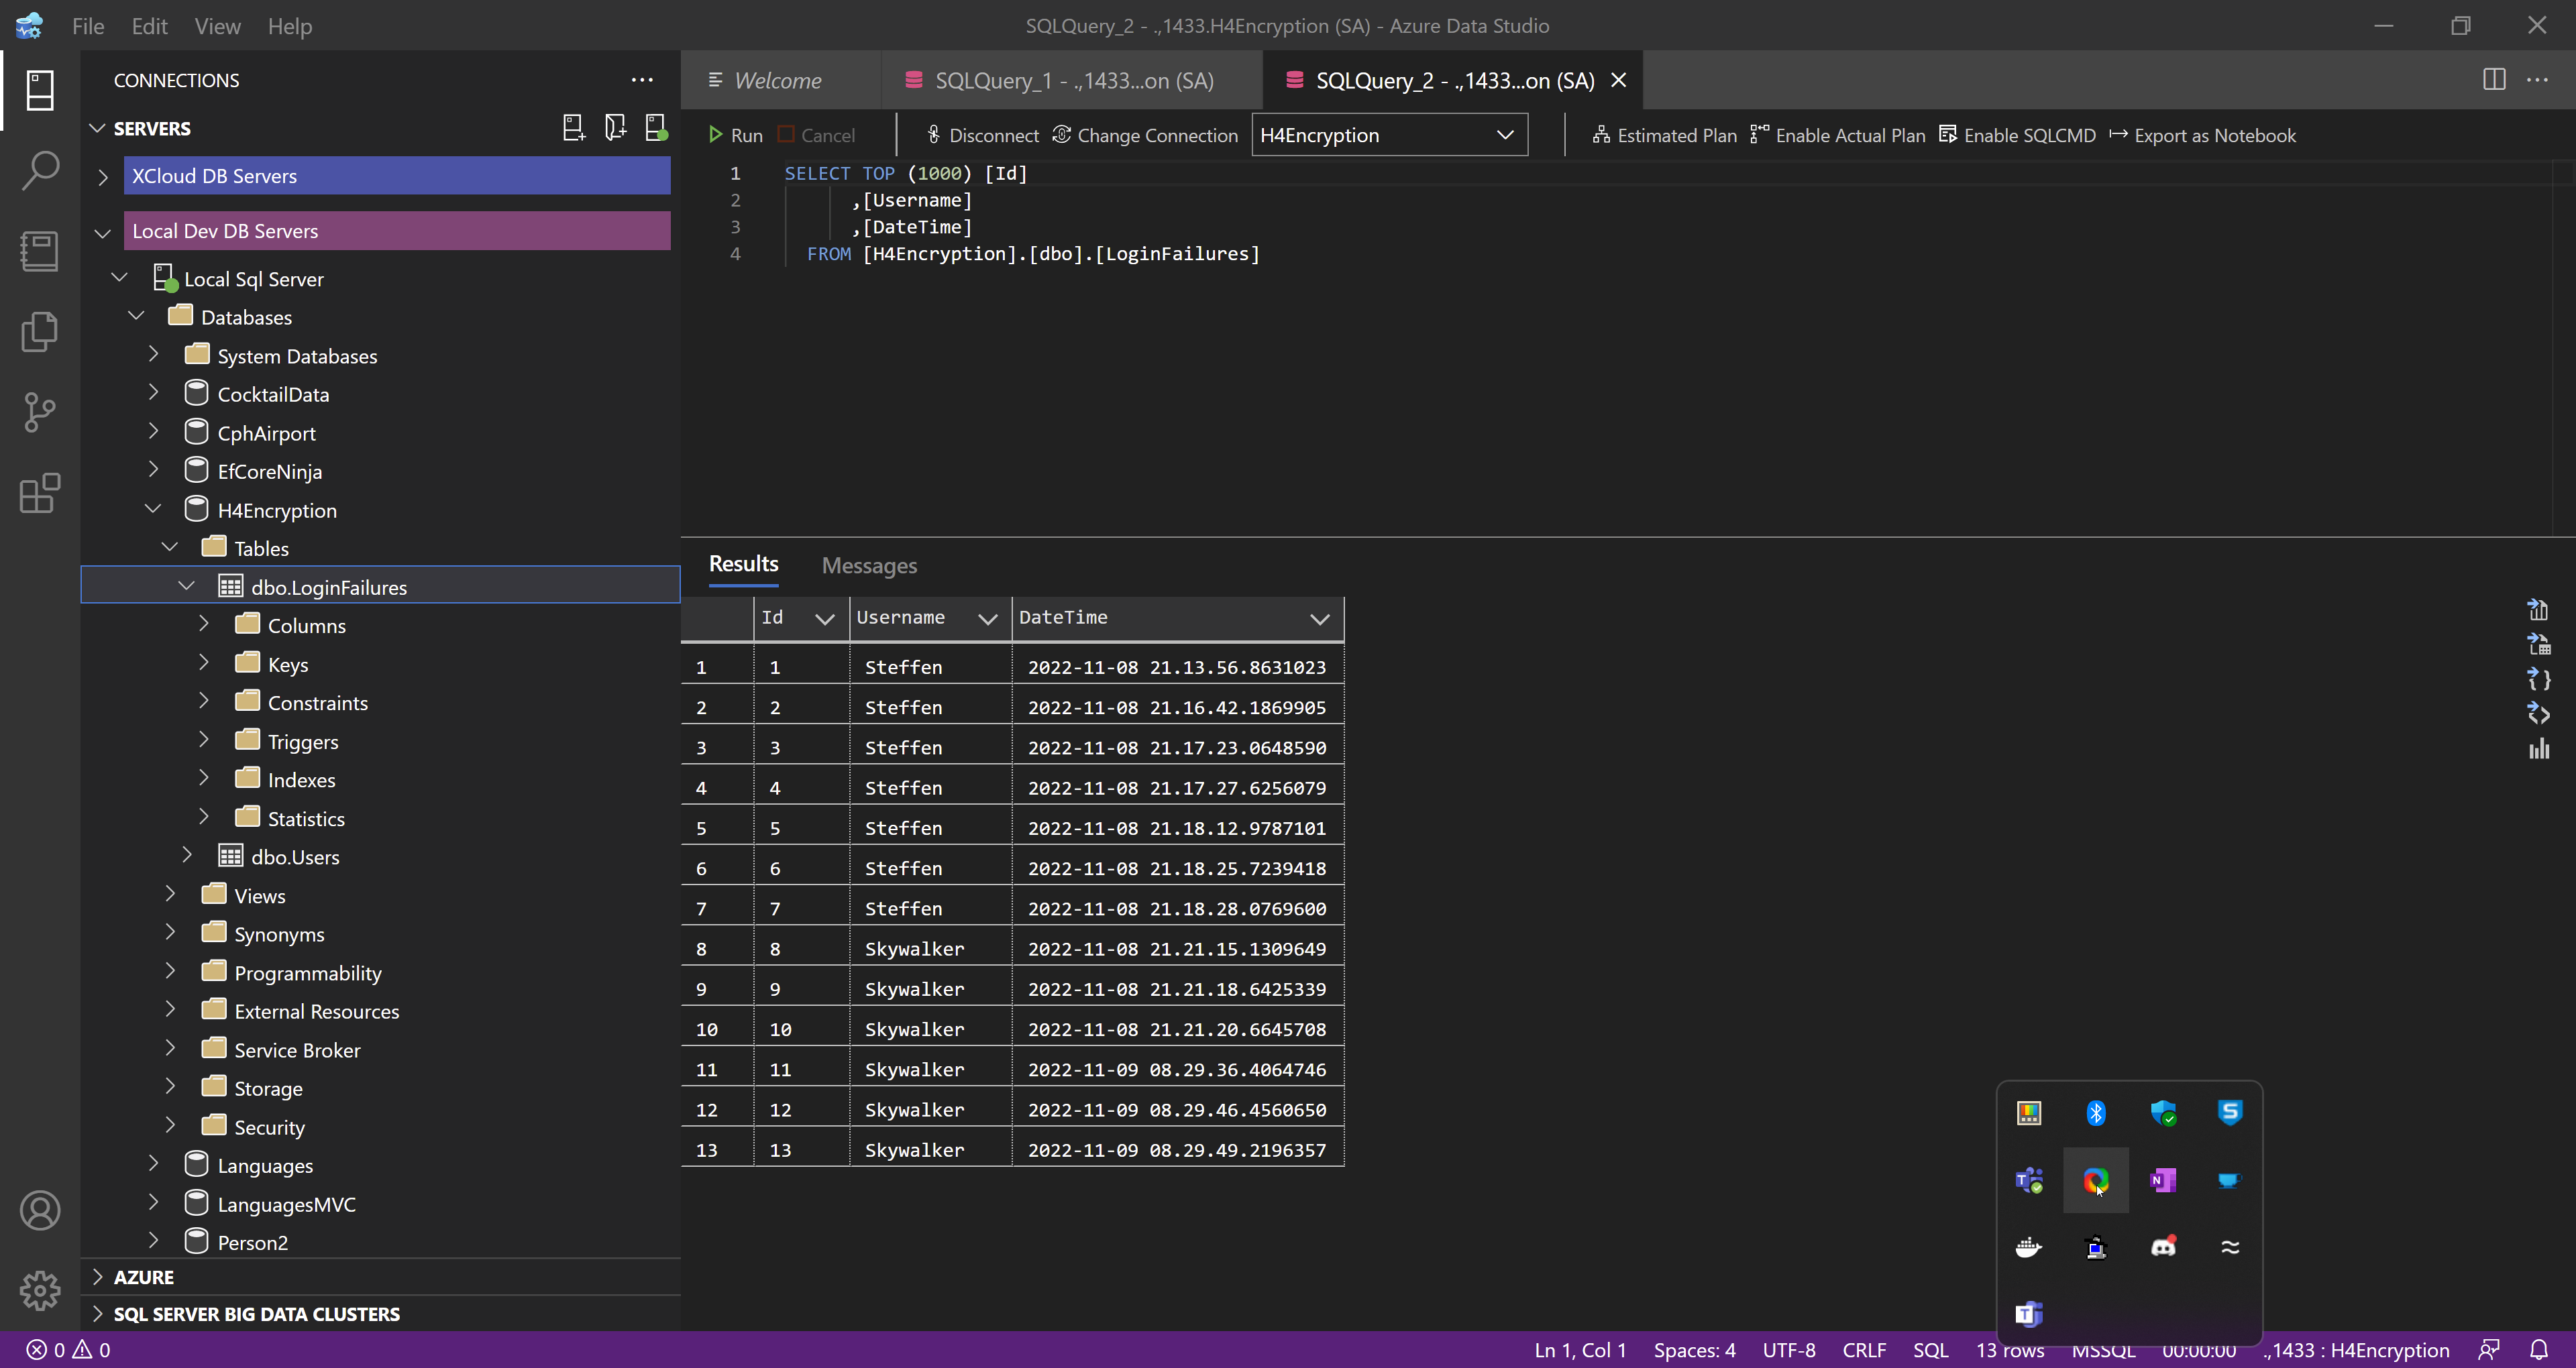 File Edit View Help
SQLQuery_2 - .,1433.H4Encryption (SA) - Azure Data Studio
CONNECTIONS
SERVERS
XCloud DB Servers
Local Dev DB Servers
Local Sql Server
Databases
System Databases
CocktailData
CphAirport
EfCoreNinja
H4Encryption
Tables
dbo.LoginFailures
Columns
Keys
Constraints
Triggers
Indexes
Statistics
dbo.Users
Views
Synonyms
Programmability
External Resources
Service Broker
Storage
Security
Languages
LanguagesMVC
Person2
AZURE
SQL SERVER BIG DATA CLUSTERS
Welcome SQLQuery_1 - .,1433...on (SA) SQLQuery_2 - .,1433...on (SA)
Run Cancel Disconnect Change Connection H4Encryption Estimated Plan Enable Actual Plan Enable SQLCMD Export as Notebook
1 SELECT TOP (1000) [Id]
2 ,[Username]
3 ,[DateTime]
4 FROM [H4Encryption].[dbo].[LoginFailures]
Results Messages
Id Username DateTime
1 1 Steffen 2022-11-08 21.13.56.8631023
2 2 Steffen 2022-11-08 21.16.42.1869905
3 3 Steffen 2022-11-08 21.17.23.0648590
4 4 Steffen 2022-11-08 21.17.27.6256079
5 5 Steffen 2022-11-08 21.18.12.9787101
6 6 Steffen 2022-11-08 21.18.25.7239418
7 7 Steffen 2022-11-08 21.18.28.0769600
8 8 Skywalker 2022-11-08 21.21.15.1309649
9 9 Skywalker 2022-11-08 21.21.18.6425339
10 10 Skywalker 2022-11-08 21.21.20.6645708
11 11 Skywalker 2022-11-09 08.29.36.4064746
12 12 Skywalker 2022-11-09 08.29.46.4560650
13 13 Skywalker 2022-11-09 08.29.49.2196357
0 0
Ln 1, Col 1 Spaces: 4 UTF-8 CRLF SQL 13 rows MSSQL 00:00:00 .,1433 : H4Encryption